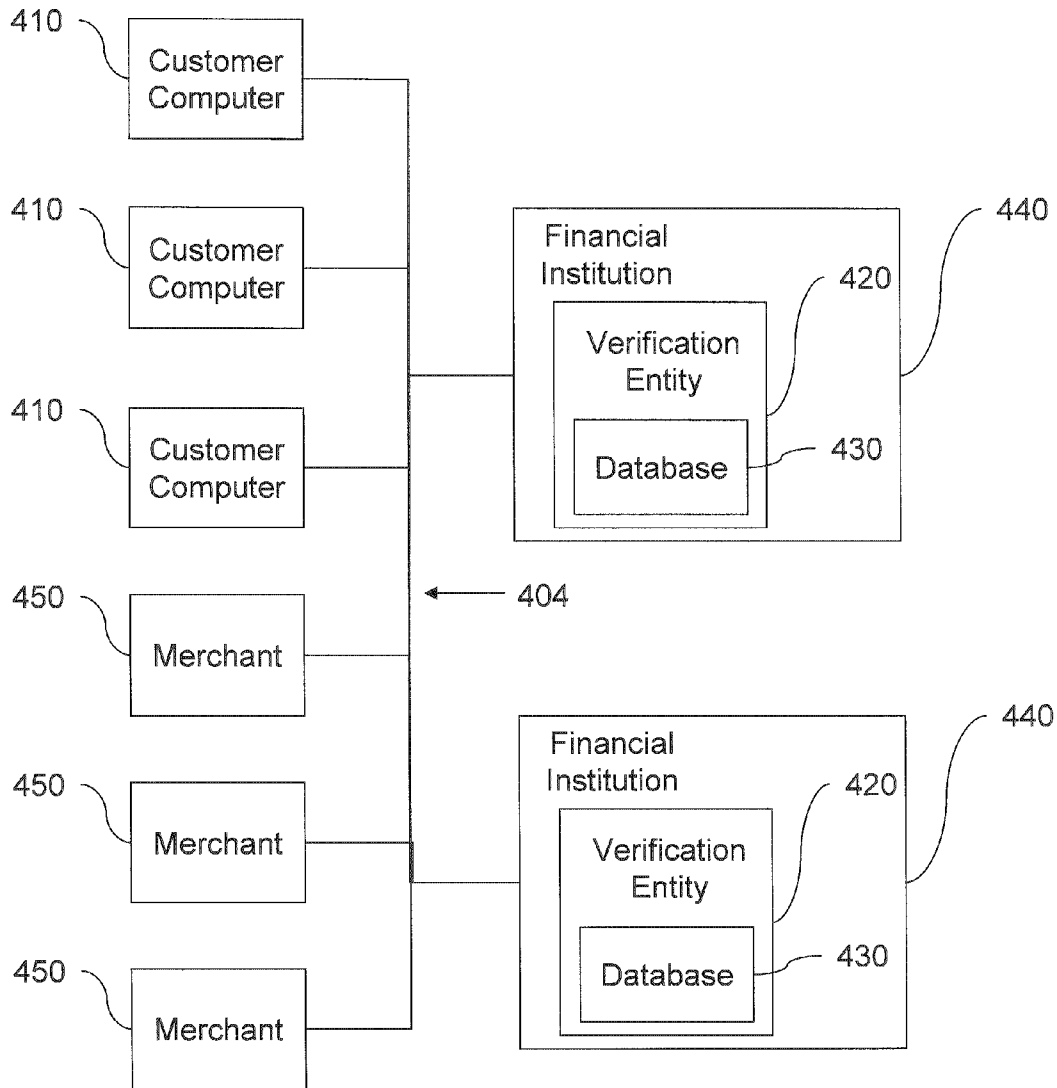 410
Customer
Computer
410
Customer
Computer
410
Customer
Computer
450
Merchant
450
Merchant
450
Merchant
404
440
Financial
Institution
420
Verification
Entity
430
Database
440
Financial
Institution
420
Verification
Entity
430
Database